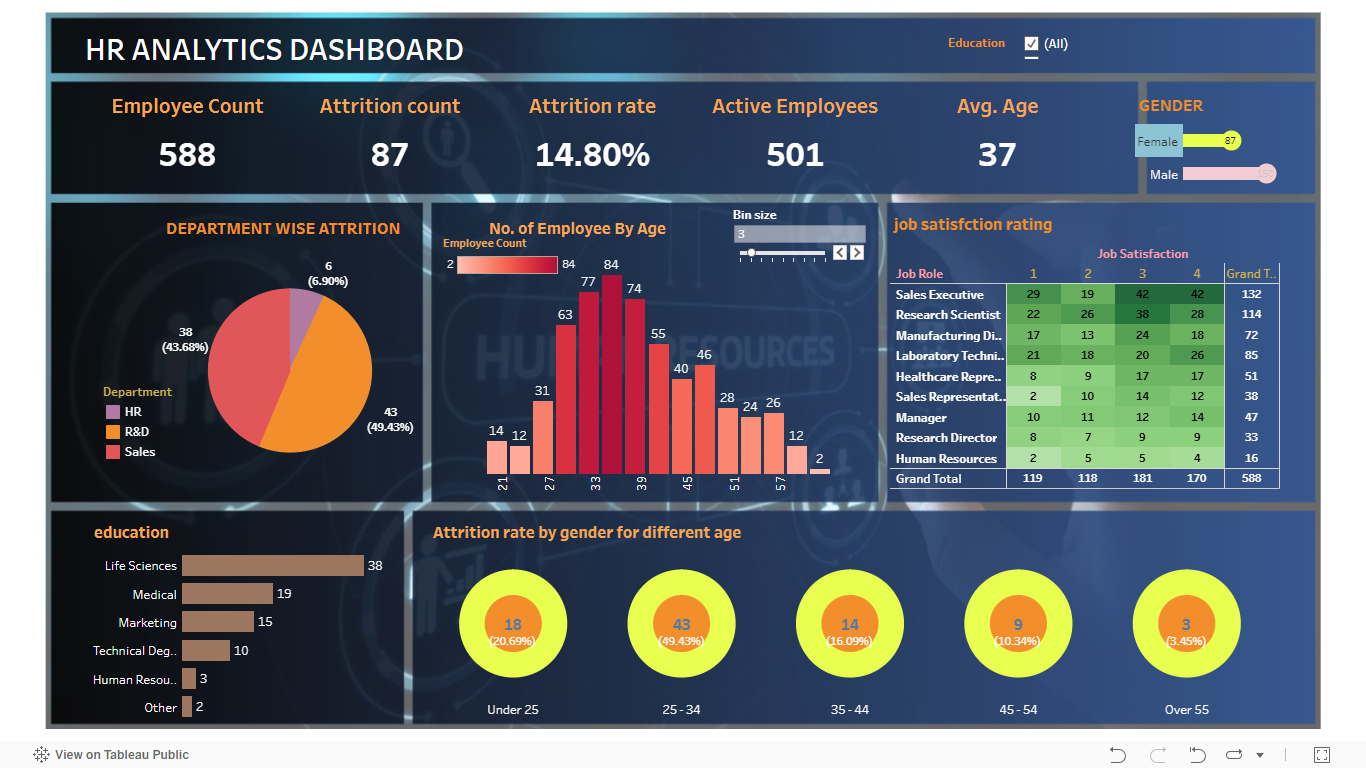 HR ANALYTICS DASHBOARD
Education
(All)
Employee Count
Attrition count
Attrition rate
Active Employees
Avg. Age
588
87
14.80%
501
37
GENDER
Female
87
Male
150
DEPARTMENT WISE ATTRITION
6
(6.90%)
38
(43.68%)
43
(49.43%)
Department
HR
R&D
Sales
No. of Employee By Age
Employee Count
2
84
Bin size
3
14
12
31
63
77
84
74
55
40
46
28
24
26
12
2
21
27
33
39
45
51
57
HUMAN RESOURCES
job satisfction rating
Job Satisfaction
Job Role 1 2 3 4 Grand T..
Sales Executive 29 19 42 42 132
Research Scientist 22 26 38 28 114
Manufacturing Di.. 17 13 24 18 72
Laboratory Techni.. 21 18 20 26 85
Healthcare Repre.. 8 9 17 17 51
Sales Representat.. 2 10 14 12 38
Manager 10 11 12 14 47
Research Director 8 7 9 9 33
Human Resources 2 5 5 4 16
Grand Total 119 118 181 170 588
education
Life Sciences 38
Medical 19
Marketing 15
Technical Deg.. 10
Human Resou.. 3
Other 2
Attrition rate by gender for different age
18
(20.69%)
43
(49.43%)
14
(16.09%)
9
(10.34%)
3
(3.45%)
Under 25
25 - 34
35 - 44
45 - 54
Over 55
View on Tableau Public